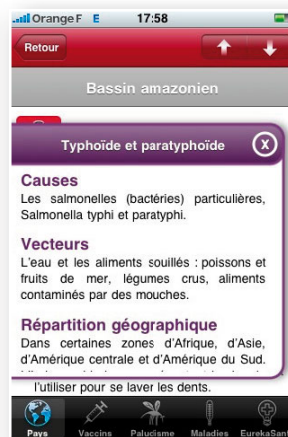 Orange F E 17:58
Retour
Bassin amazonien
Typhoïde et paratyphoïde X
Causes
Les salmonelles (bactéries) particulières,
Salmonella typhi et paratyphi.
Vecteurs
L'eau et les aliments souillés : poissons et
fruits de mer, légumes crus, aliments
contaminés par des mouches.
Répartition géographique
Dans certaines zones d'Afrique, d'Asie,
d'Amérique centrale et d'Amérique du Sud.
l'utiliser pour se laver les dents.
Pays Vaccins Paludisme Maladies EurekaSant